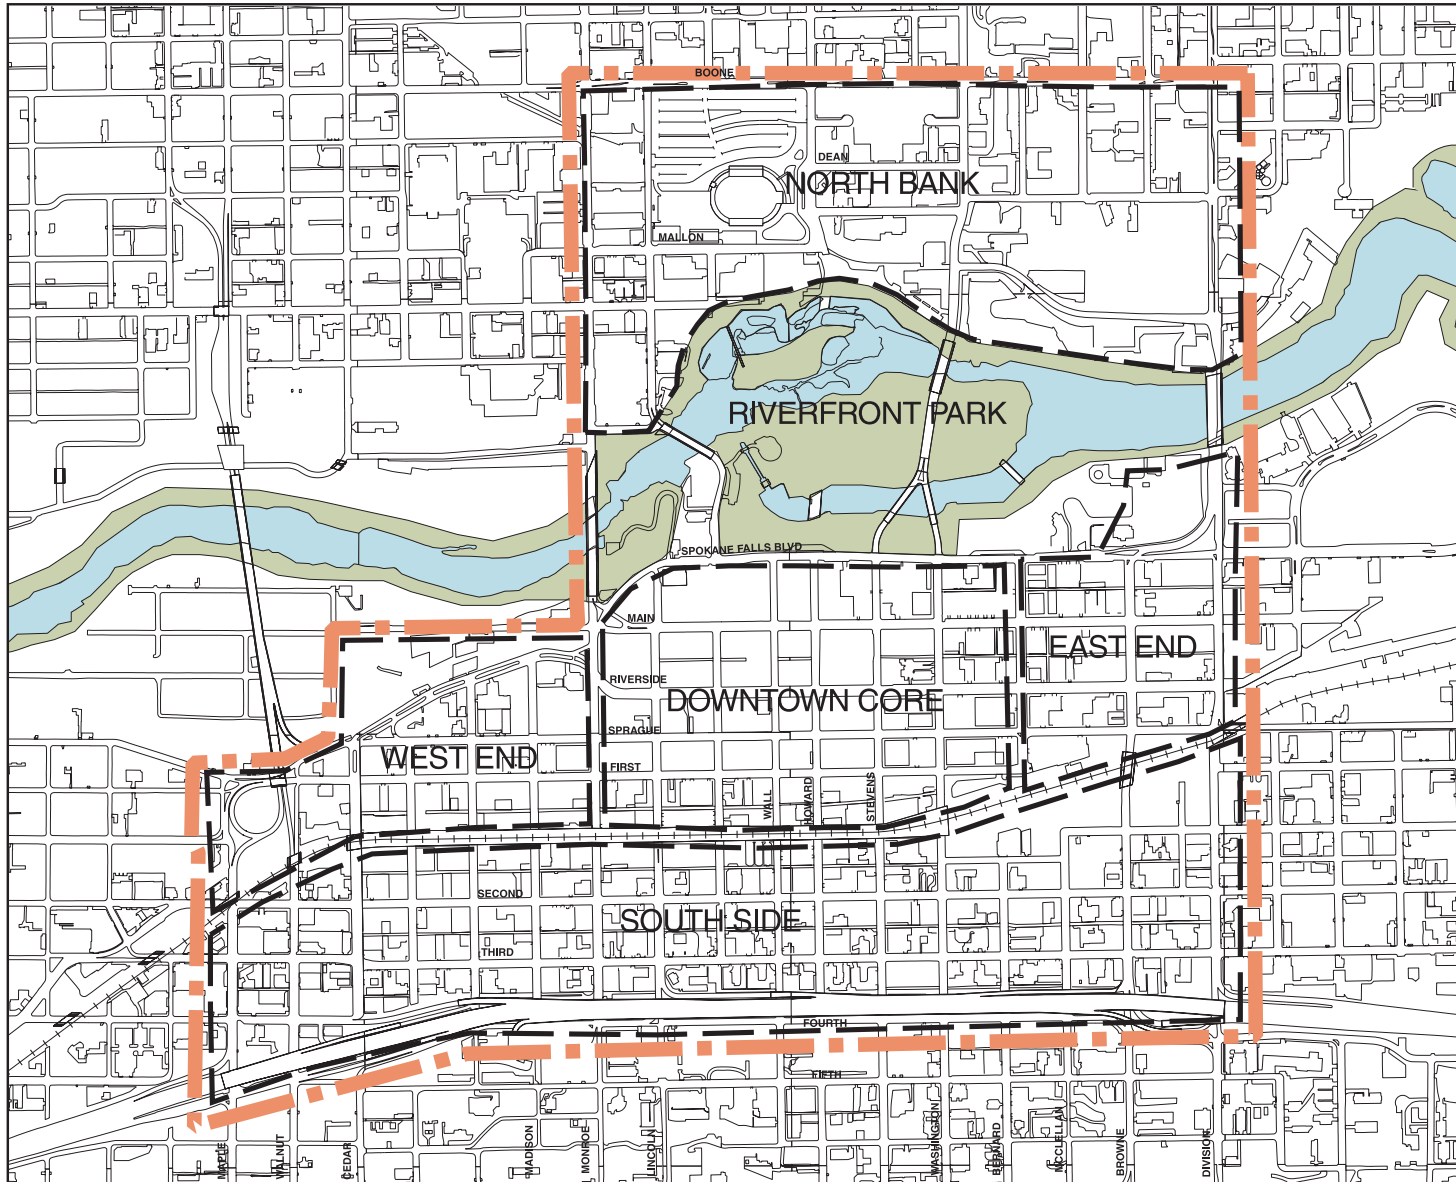 BOONE
DEAN
NORTH BANK
MALLON
RIVERFRONT PARK
SPOKANE FALLS BLVD
MAIN
EAST END
RIVERSIDE
DOWNTOWN CORE
SPRAGUE
WEST END
FIRST
WALL
HOWARD
STEVENS
SECOND
SOUTH SIDE
THIRD
FOURTH
FIFTH
MAPLE
WALNUT
CEDAR
MADISON
MONROE
LINCOLN
WASHINGTON
BERNARD
MCCLELLAN
BROWNE
DIVISION